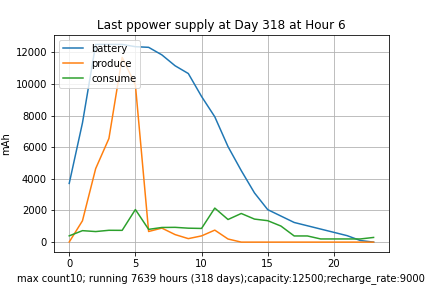 Last ppower supply at Day 318 at Hour 6
battery
produce
consume
mAh
12000
10000
8000
6000
4000
2000
0
0 5 10 15 20
max count10; running 7639 hours (318 days);capacity:12500;recharge_rate:9000